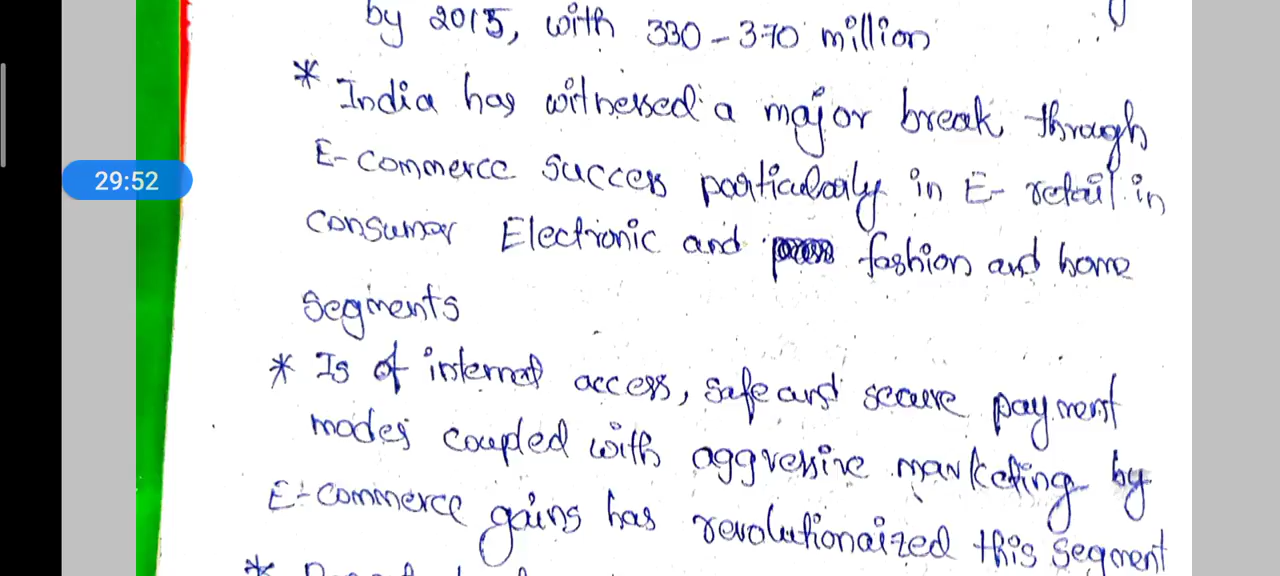 by 2015, with 330-370 million
* India has witnessed a major break through
E-commerce success particularly in E- retail in
29:52
consumer Electronic and fashion and home
segments
* Is of internet access, safe and secure payment
modes coupled with aggressive marketing by
E-commerce gains has revolutionaized this segment
*